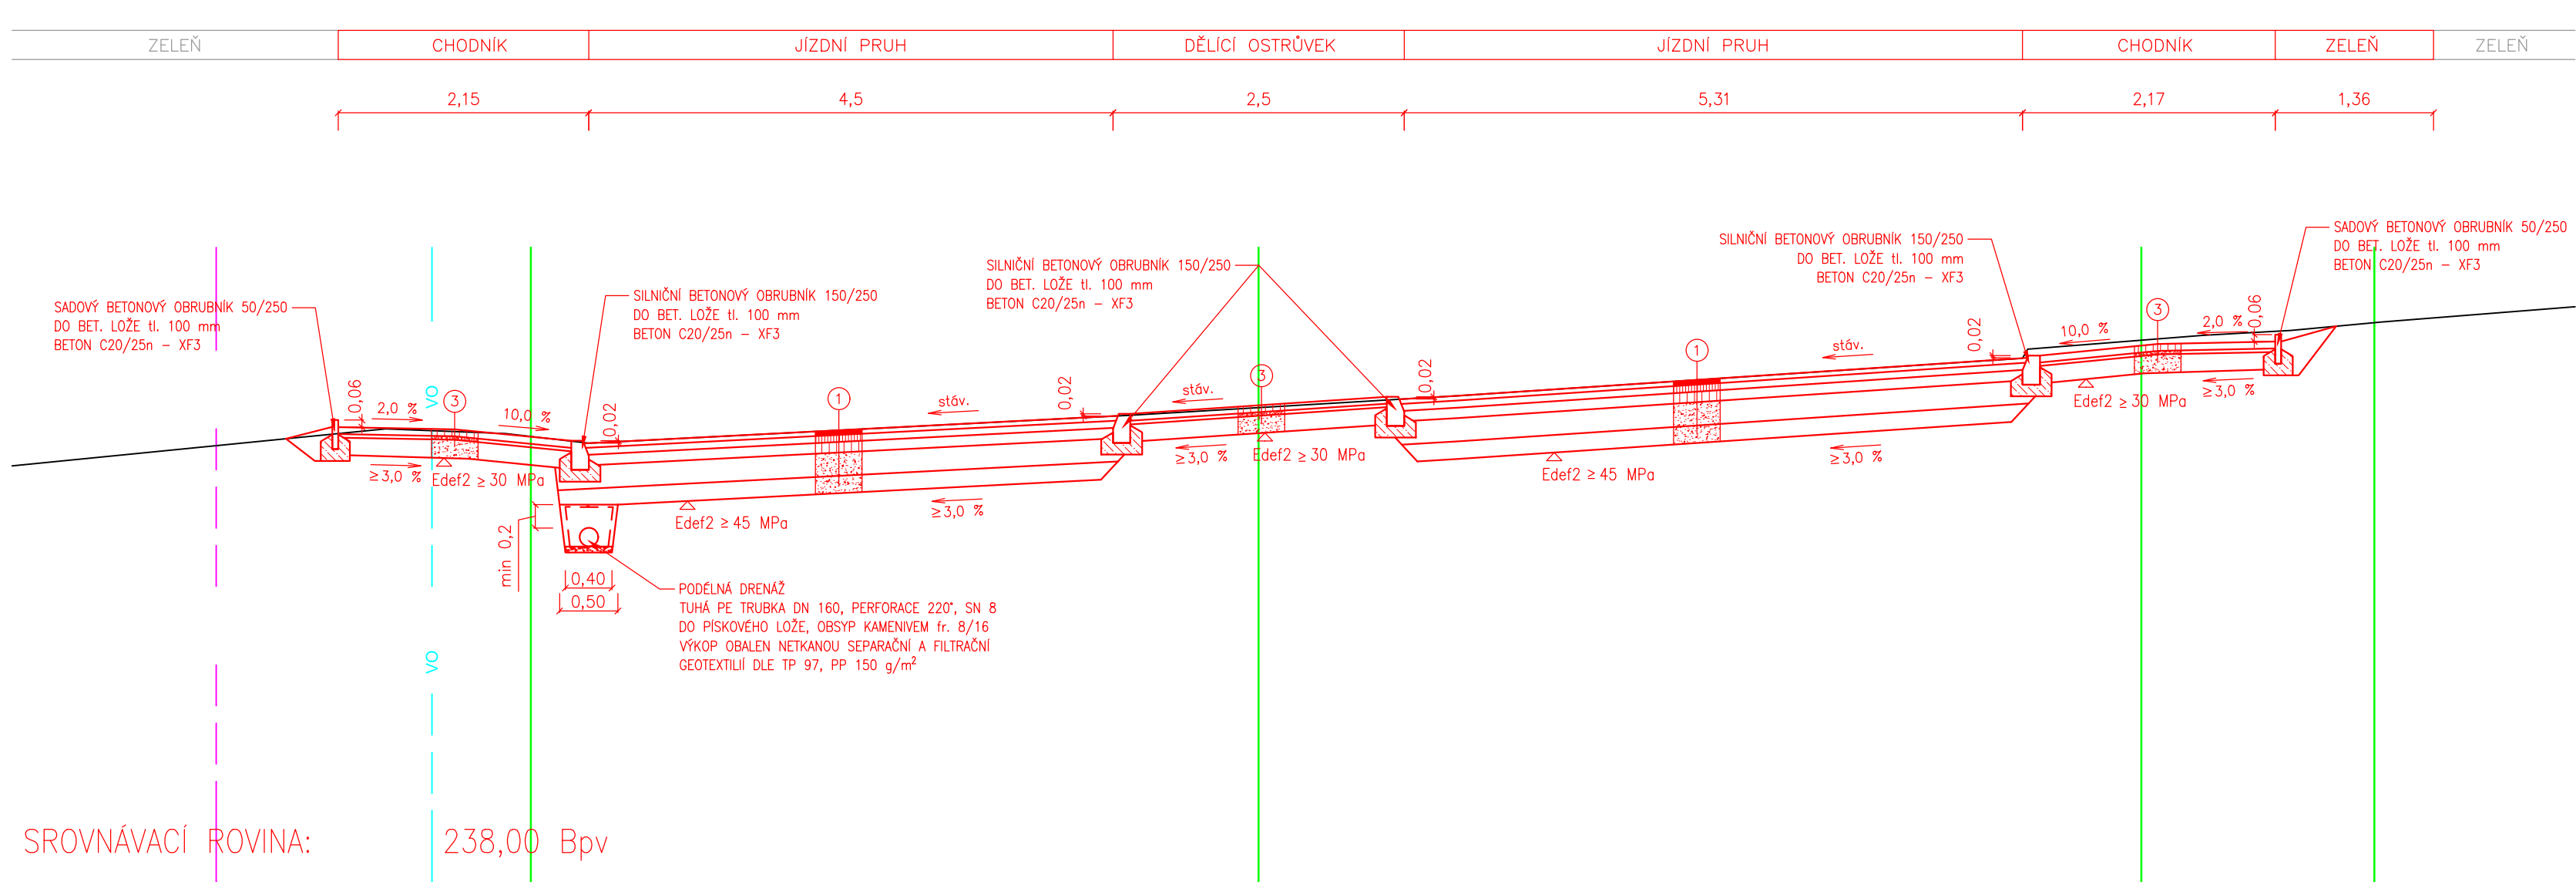 ZELEŇ
CHODNÍK
JÍZDNÍ PRUH
DĚLÍCÍ OSTRŮVEK
JÍZDNÍ PRUH
CHODNÍK
ZELEŇ
ZELEŇ
2,15
4,5
2,5
5,31
2,17
1,36
SADOVÝ BETONOVÝ OBRUBNÍK 50/250
DO BET. LOŽE tl. 100 mm
BETON C20/25n – XF3
SILNIČNÍ BETONOVÝ OBRUBNÍK 150/250
DO BET. LOŽE tl. 100 mm
BETON C20/25n – XF3
SILNIČNÍ BETONOVÝ OBRUBNÍK 150/250
DO BET. LOŽE tl. 100 mm
BETON C20/25n – XF3
SILNIČNÍ BETONOVÝ OBRUBNÍK 150/250
DO BET. LOŽE tl. 100 mm
BETON C20/25n – XF3
SADOVÝ BETONOVÝ OBRUBNÍK 50/250
DO BET. LOŽE tl. 100 mm
BETON C20/25n – XF3
0,06
2,0 %
VO
3
10,0 %
0,02
1
stáv.
0,02
stáv.
3
0,02
1
stáv.
0,02
10,0 %
3
2,0 %
0,06
≥3,0 %
Edef2 ≥ 30 MPa
min 0,2
Edef2 ≥ 45 MPa
≥3,0 %
≥3,0 %
Edef2 ≥ 30 MPa
Edef2 ≥ 45 MPa
≥3,0 %
Edef2 ≥ 30 MPa
≥3,0 %
0,40
0,50
PODÉLNÁ DRENÁŽ
TUHÁ PE TRUBKA DN 160, PERFORACE 220°, SN 8
DO PÍSKOVÉHO LOŽE, OBSYP KAMENIVEM fr. 8/16
VÝKOP OBALEN NETKANOU SEPARAČNÍ A FILTRAČNÍ
GEOTEXTILIÍ DLE TP 97, PP 150 g/m²
VO
SROVNÁVACÍ ROVINA: 238,00 Bpv